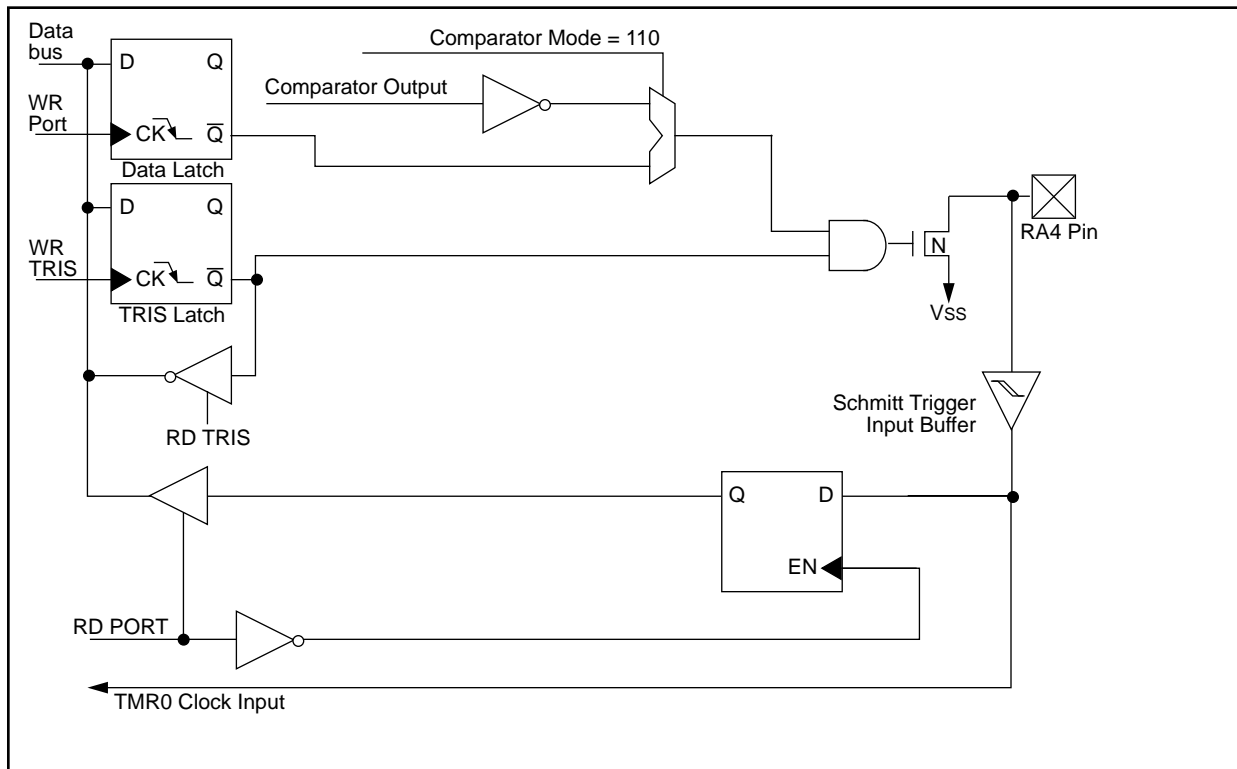 Data
bus
Comparator Mode = 110
D Q
Comparator Output
WR
Port
CK Q̅
Data Latch
D Q
WR
TRIS
CK Q̅
TRIS Latch
N
RA4 Pin
VSS
RD TRIS
Schmitt Trigger
Input Buffer
Q D
EN
RD PORT
TMR0 Clock Input